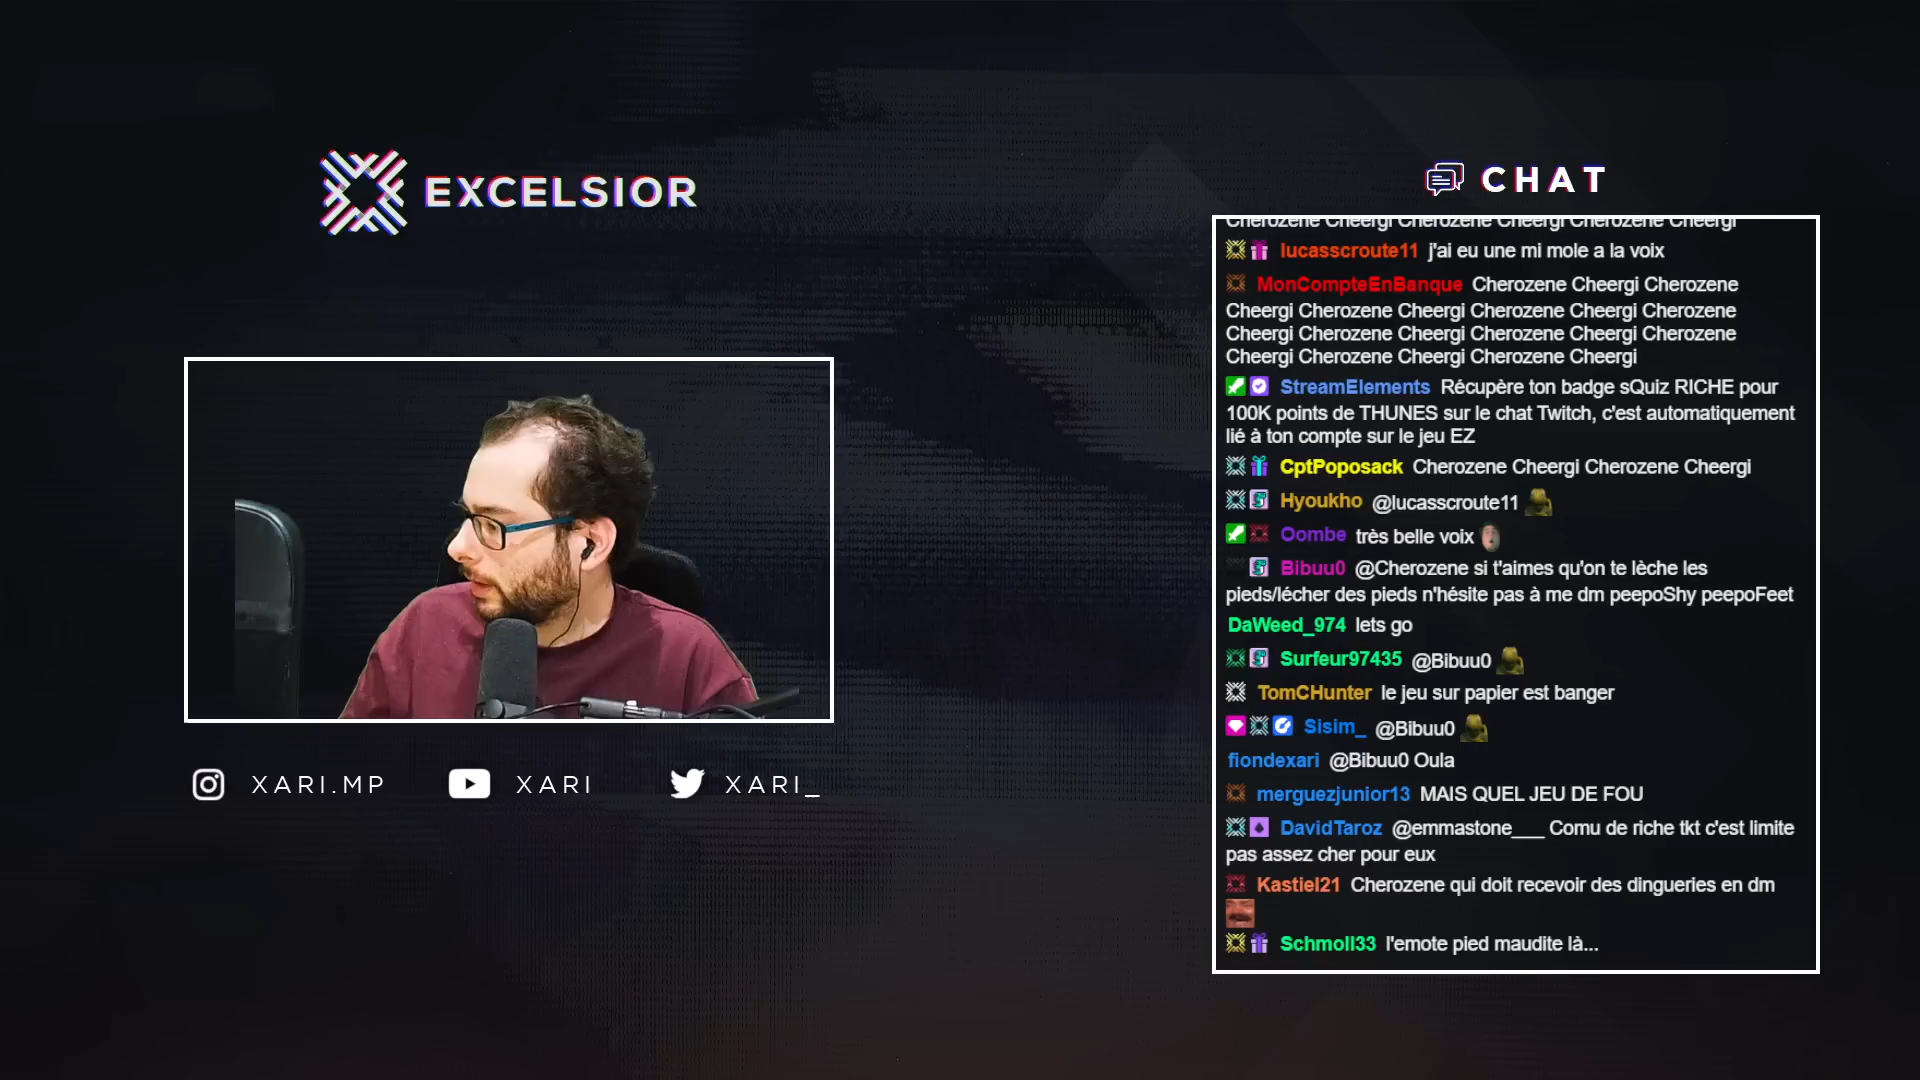 EXCELSIOR
XARI.MP
XARI
XARI_
CHAT
Cherozene Cheergi Cherozene Cheergi Cherozene Cheergi
lucasscroute11 j'ai eu une mi mole a la voix
MonCompteEnBanque Cherozene Cheergi Cherozene
Cheergi Cherozene Cheergi Cherozene Cheergi Cherozene
Cheergi Cherozene Cheergi Cherozene Cheergi Cherozene
Cheergi Cherozene Cheergi Cherozene Cheergi
StreamElements Récupère ton badge sQuiz RICHE pour
100K points de THUNES sur le chat Twitch, c'est automatiquement
lié à ton compte sur le jeu EZ
CptPoposack Cherozene Cheergi Cherozene Cheergi
Hyoukho @lucasscroute11
Oombe très belle voix
Bibuu0 @Cherozene si t'aimes qu'on te lèche les
pieds/lécher des pieds n'hésite pas à me dm peepoShy peepoFeet
DaWeed_974 lets go
Surfeur97435 @Bibuu0
TomCHunter le jeu sur papier est banger
Sisim_ @Bibuu0
fiondexari @Bibuu0 Oula
merguezjunior13 MAIS QUEL JEU DE FOU
DavidTaroz @emmastone___ Comu de riche tkt c'est limite
pas assez cher pour eux
Kastiel21 Cherozene qui doit recevoir des dingueries en dm
Schmoll33 l'emote pied maudite là...